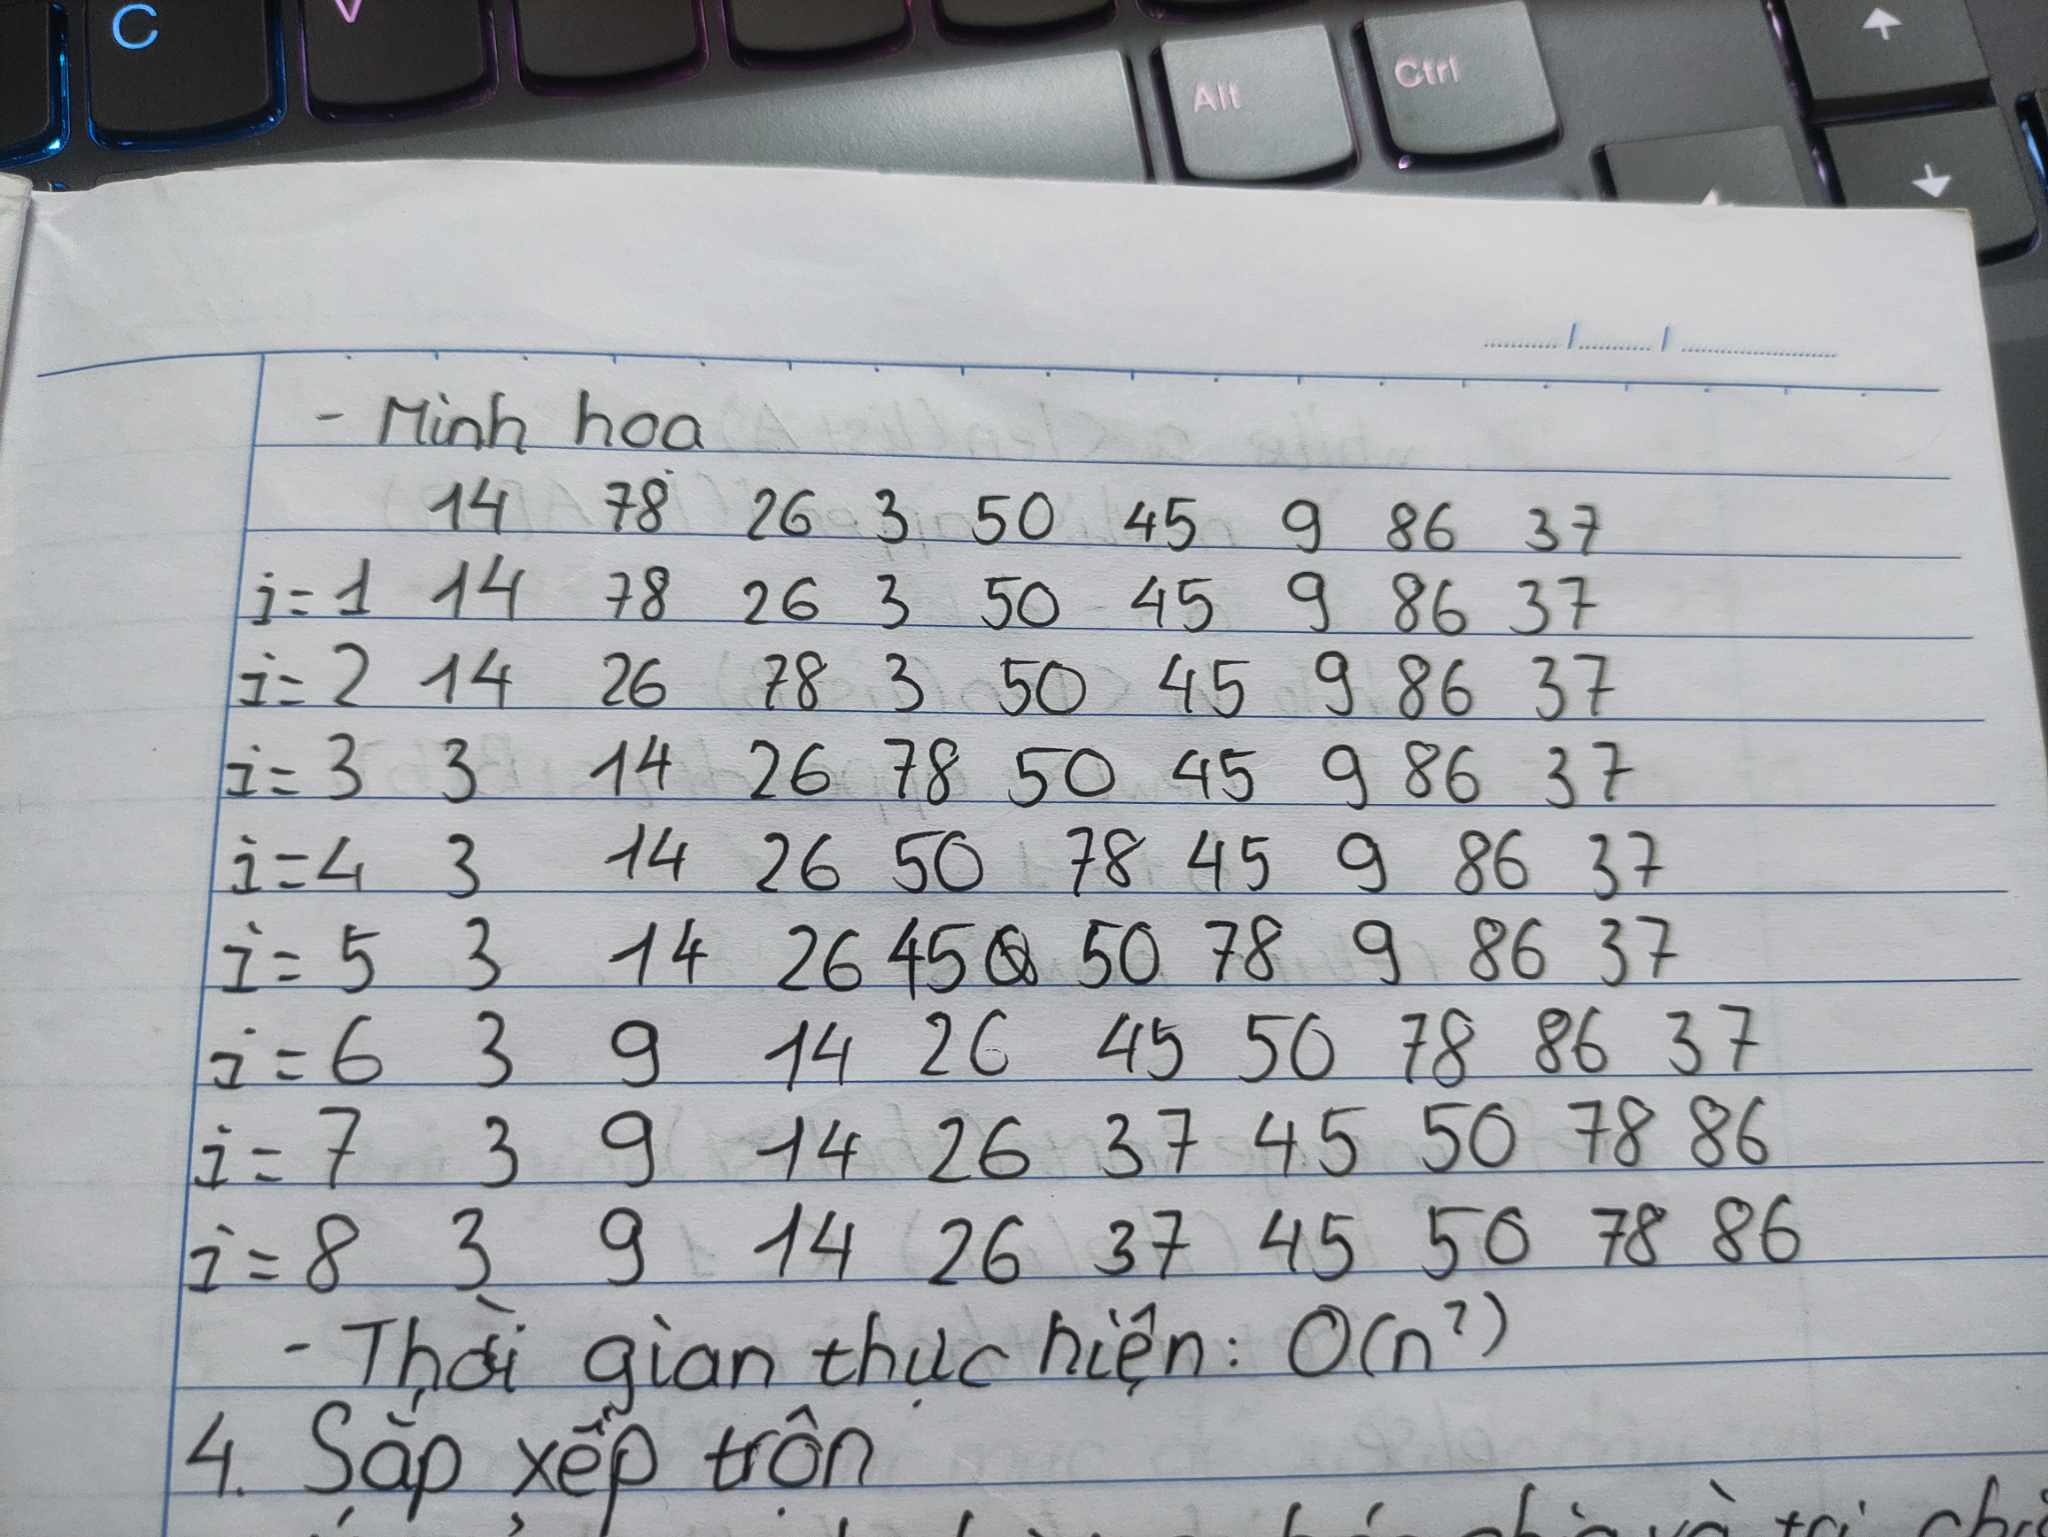 C V
Alt Ctrl
- Minh hoa
14 78 26 3 50 45 9 86 37
i=1 14 78 26 3 50 45 9 86 37
i=2 14 26 78 3 50 45 9 86 37
i=3 3 14 26 78 50 45 9 86 37
i=4 3 14 26 50 78 45 9 86 37
i=5 3 14 26 45 50 78 9 86 37
i=6 3 9 14 26 45 50 78 86 37
i=7 3 9 14 26 37 45 50 78 86
i=8 3 9 14 26 37 45 50 78 86
- Thời gian thực hiện: O(n²)
4. Sắp xếp trộn